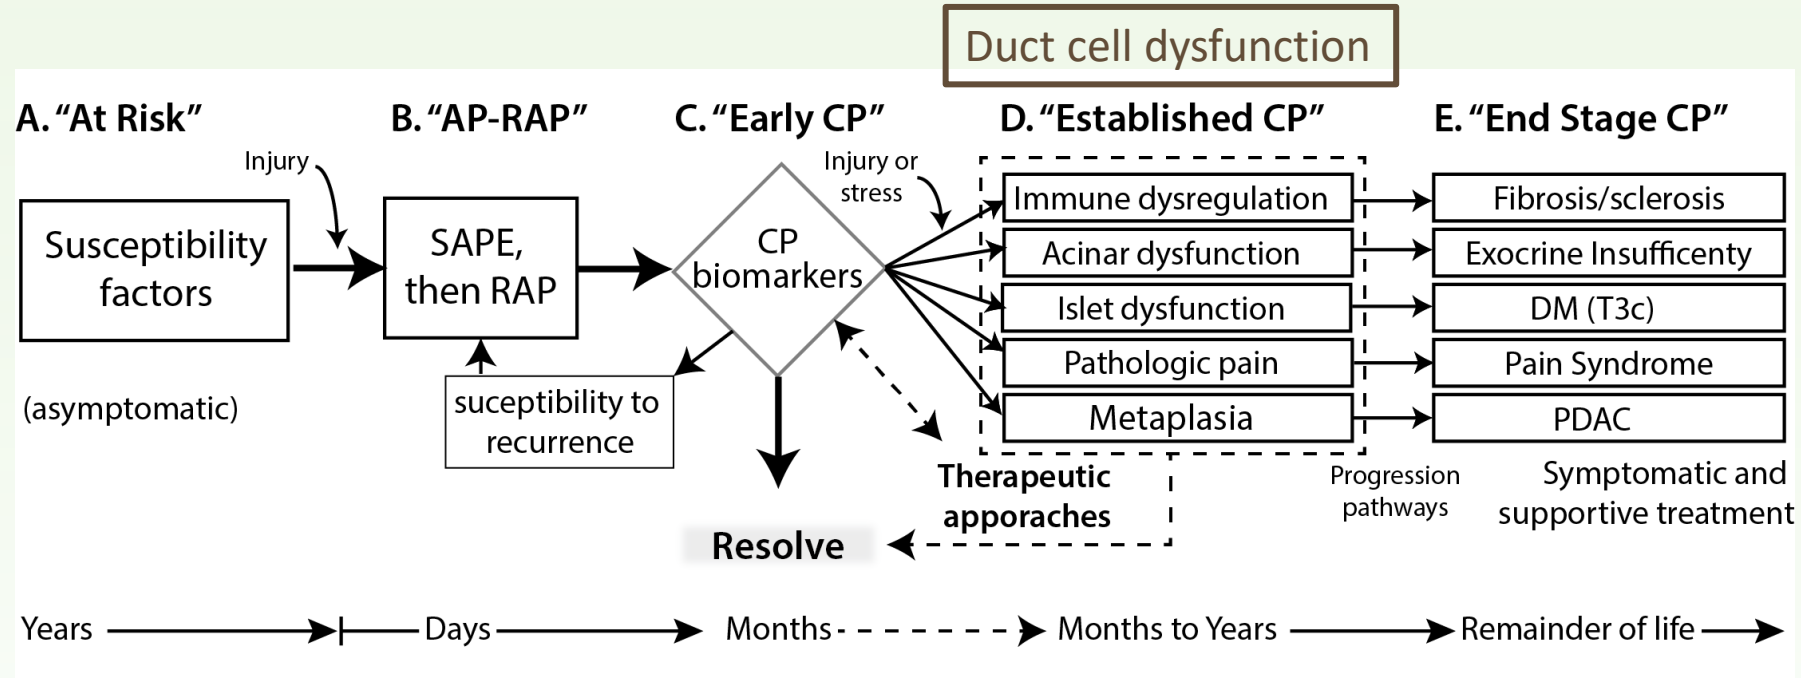 Duct cell dysfunction
A. “At Risk”
B. “AP-RAP”
C. “Early CP”
D. “Established CP”
E. “End Stage CP”
Injury
Injury or
stress
Susceptibility
factors
SAPE,
then RAP
CP
biomarkers
Immune dysregulation
Acinar dysfunction
Islet dysfunction
Pathologic pain
Metaplasia
Fibrosis/sclerosis
Exocrine Insufficenty
DM (T3c)
Pain Syndrome
PDAC
(asymptomatic)
suceptibility to
recurrence
Therapeutic
apporaches
Progression
pathways
Symptomatic and
supportive treatment
Resolve
Years
Days
Months
Months to Years
Remainder of life